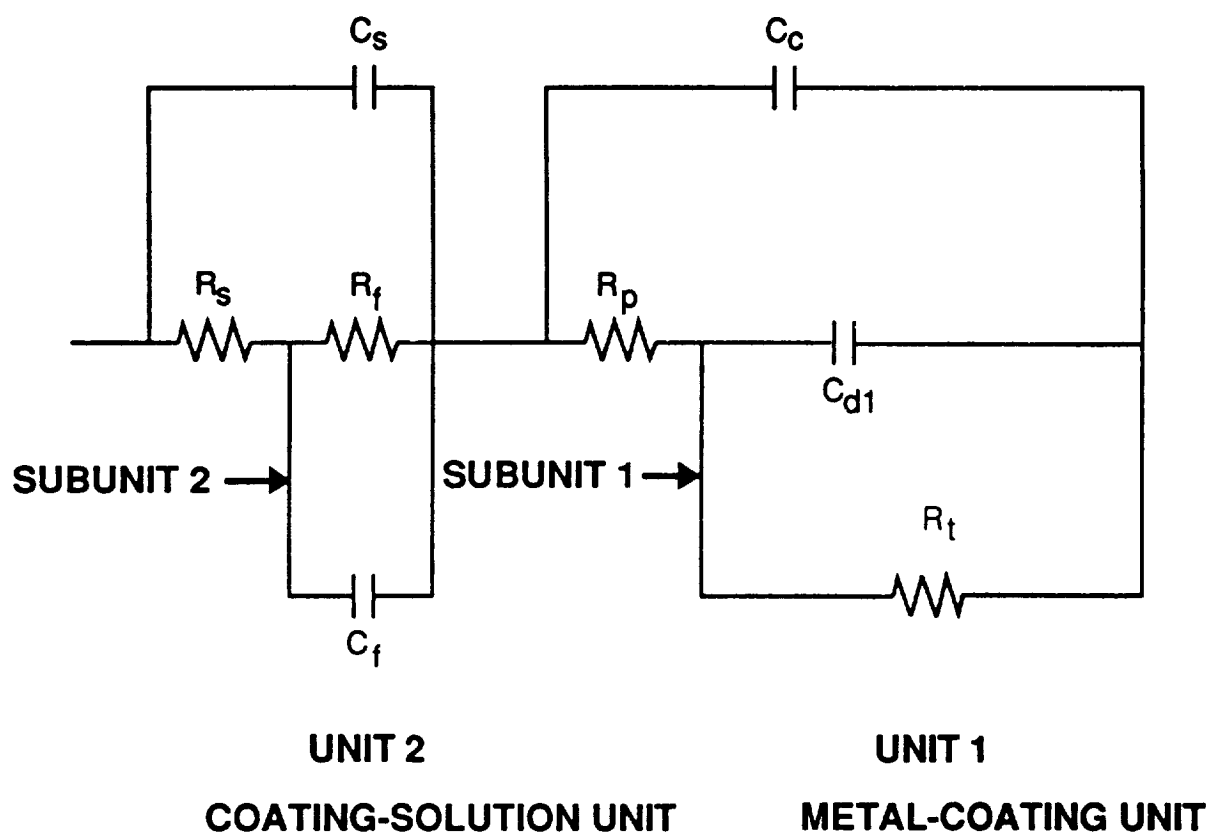 Cs
Cc
Rs
Rf
Rp
Cd1
SUBUNIT 2
SUBUNIT 1
Rt
Cf
UNIT 2
UNIT 1
COATING-SOLUTION UNIT
METAL-COATING UNIT